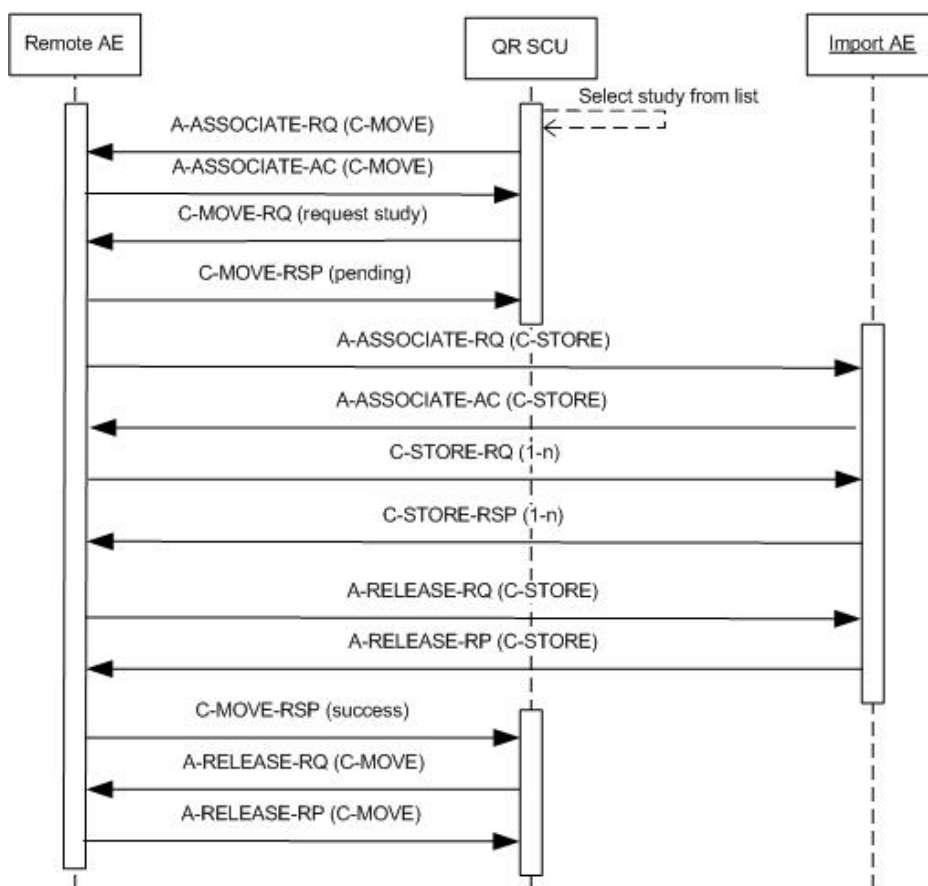 Remote AE
QR SCU
Import AE
Select study from list
A-ASSOCIATE-RQ (C-MOVE)
A-ASSOCIATE-AC (C-MOVE)
C-MOVE-RQ (request study)
C-MOVE-RSP (pending)
A-ASSOCIATE-RQ (C-STORE)
A-ASSOCIATE-AC (C-STORE)
C-STORE-RQ (1-n)
C-STORE-RSP (1-n)
A-RELEASE-RQ (C-STORE)
A-RELEASE-RP (C-STORE)
C-MOVE-RSP (success)
A-RELEASE-RQ (C-MOVE)
A-RELEASE-RP (C-MOVE)